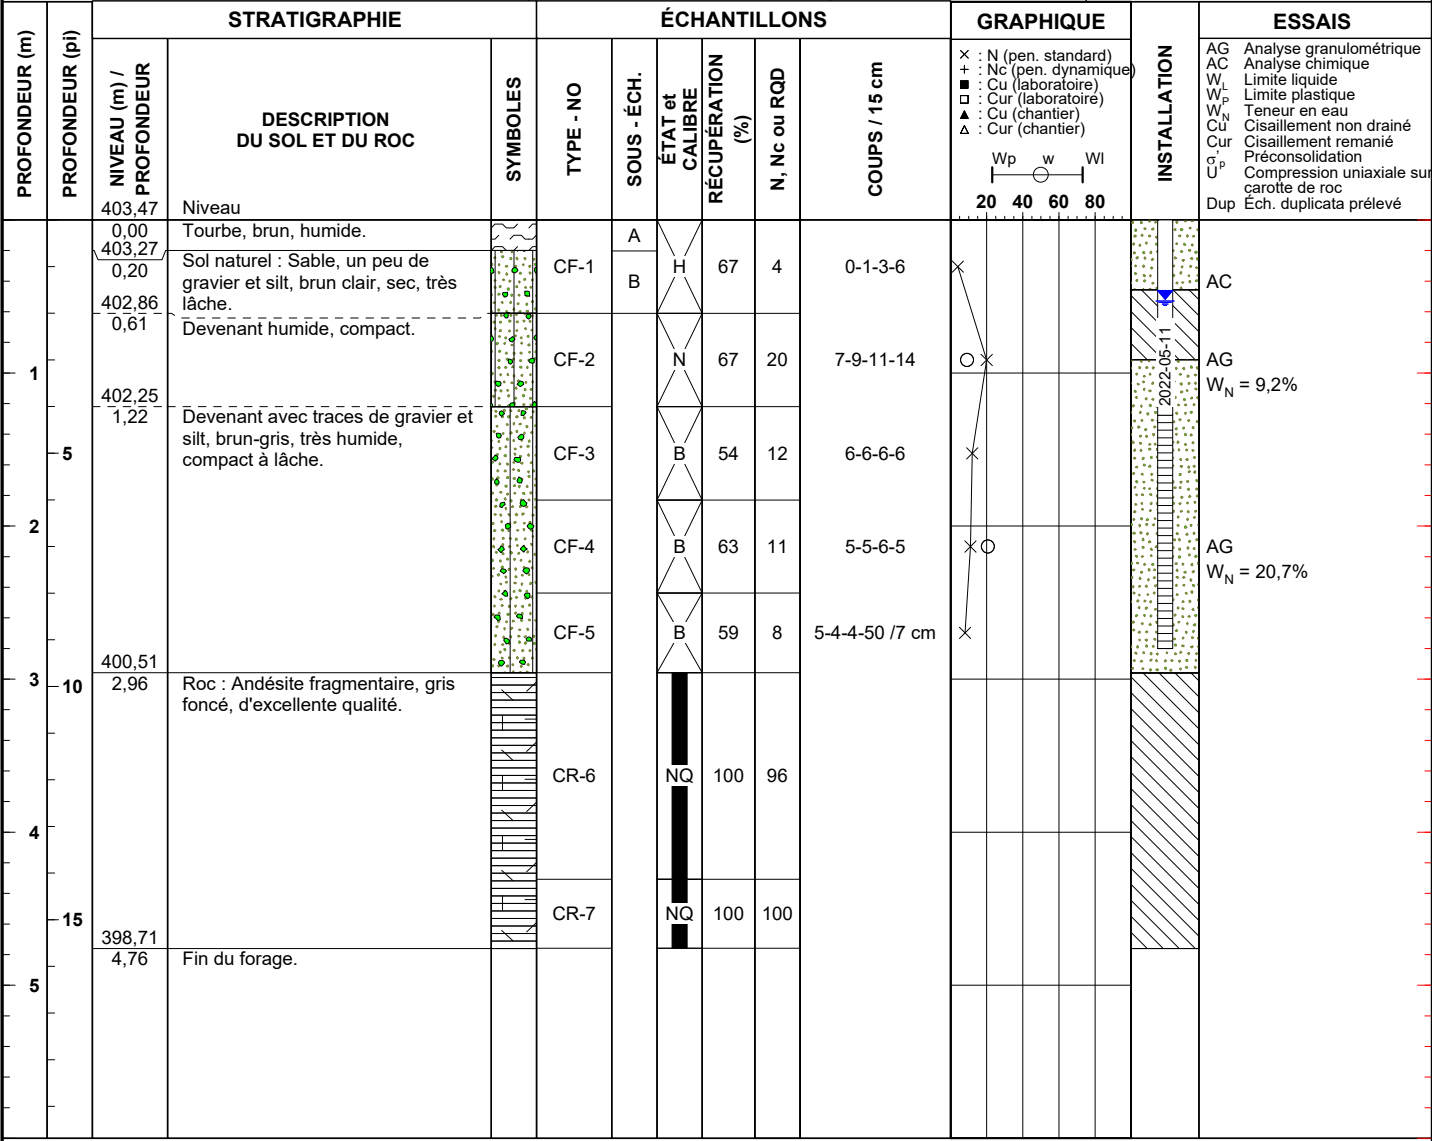 STRATIGRAPHIE
ÉCHANTILLONS
GRAPHIQUE
ESSAIS
PROFONDEUR (m)
PROFONDEUR (pi)
NIVEAU (m) /
PROFONDEUR
DESCRIPTION
DU SOL ET DU ROC
SYMBOLES
TYPE - NO
SOUS - ÉCH.
ÉTAT et
CALIBRE
RÉCUPÉRATION
(%)
N, Nc ou RQD
COUPS / 15 cm
× : N (pen. standard)
+ : Nc (pen. dynamique)
■ : Cu (laboratoire)
□ : Cur (laboratoire)
▲ : Cu (chantier)
△ : Cur (chantier)
Wp w Wl
20 40 60 80
INSTALLATION
AG Analyse granulométrique
AC Analyse chimique
W_L Limite liquide
W_P Limite plastique
W_N Teneur en eau
Cu Cisaillement non drainé
Cur Cisaillement remanié
σ'_p Préconsolidation
U Compression uniaxiale sur
carotte de roc
Dup Éch. duplicata prélevé
403,47 Niveau
0,00 Tourbe, brun, humide.
403,27
0,20 Sol naturel : Sable, un peu de
gravier et silt, brun clair, sec, très
lâche.
A
B
CF-1 H 67 4 0-1-3-6
AC
402,86
0,61 Devenant humide, compact.
CF-2 N 67 20 7-9-11-14
AG
W_N = 9,2%
2022-05-11
1
402,25
1,22 Devenant avec traces de gravier et
silt, brun-gris, très humide,
compact à lâche.
5
CF-3 B 54 12 6-6-6-6
2
CF-4 B 63 11 5-5-6-5
AG
W_N = 20,7%
CF-5 B 59 8 5-4-4-50 /7 cm
400,51
3
10
2,96 Roc : Andésite fragmentaire, gris
foncé, d'excellente qualité.
CR-6 NQ 100 96
4
CR-7 NQ 100 100
15
398,71
4,76 Fin du forage.
5